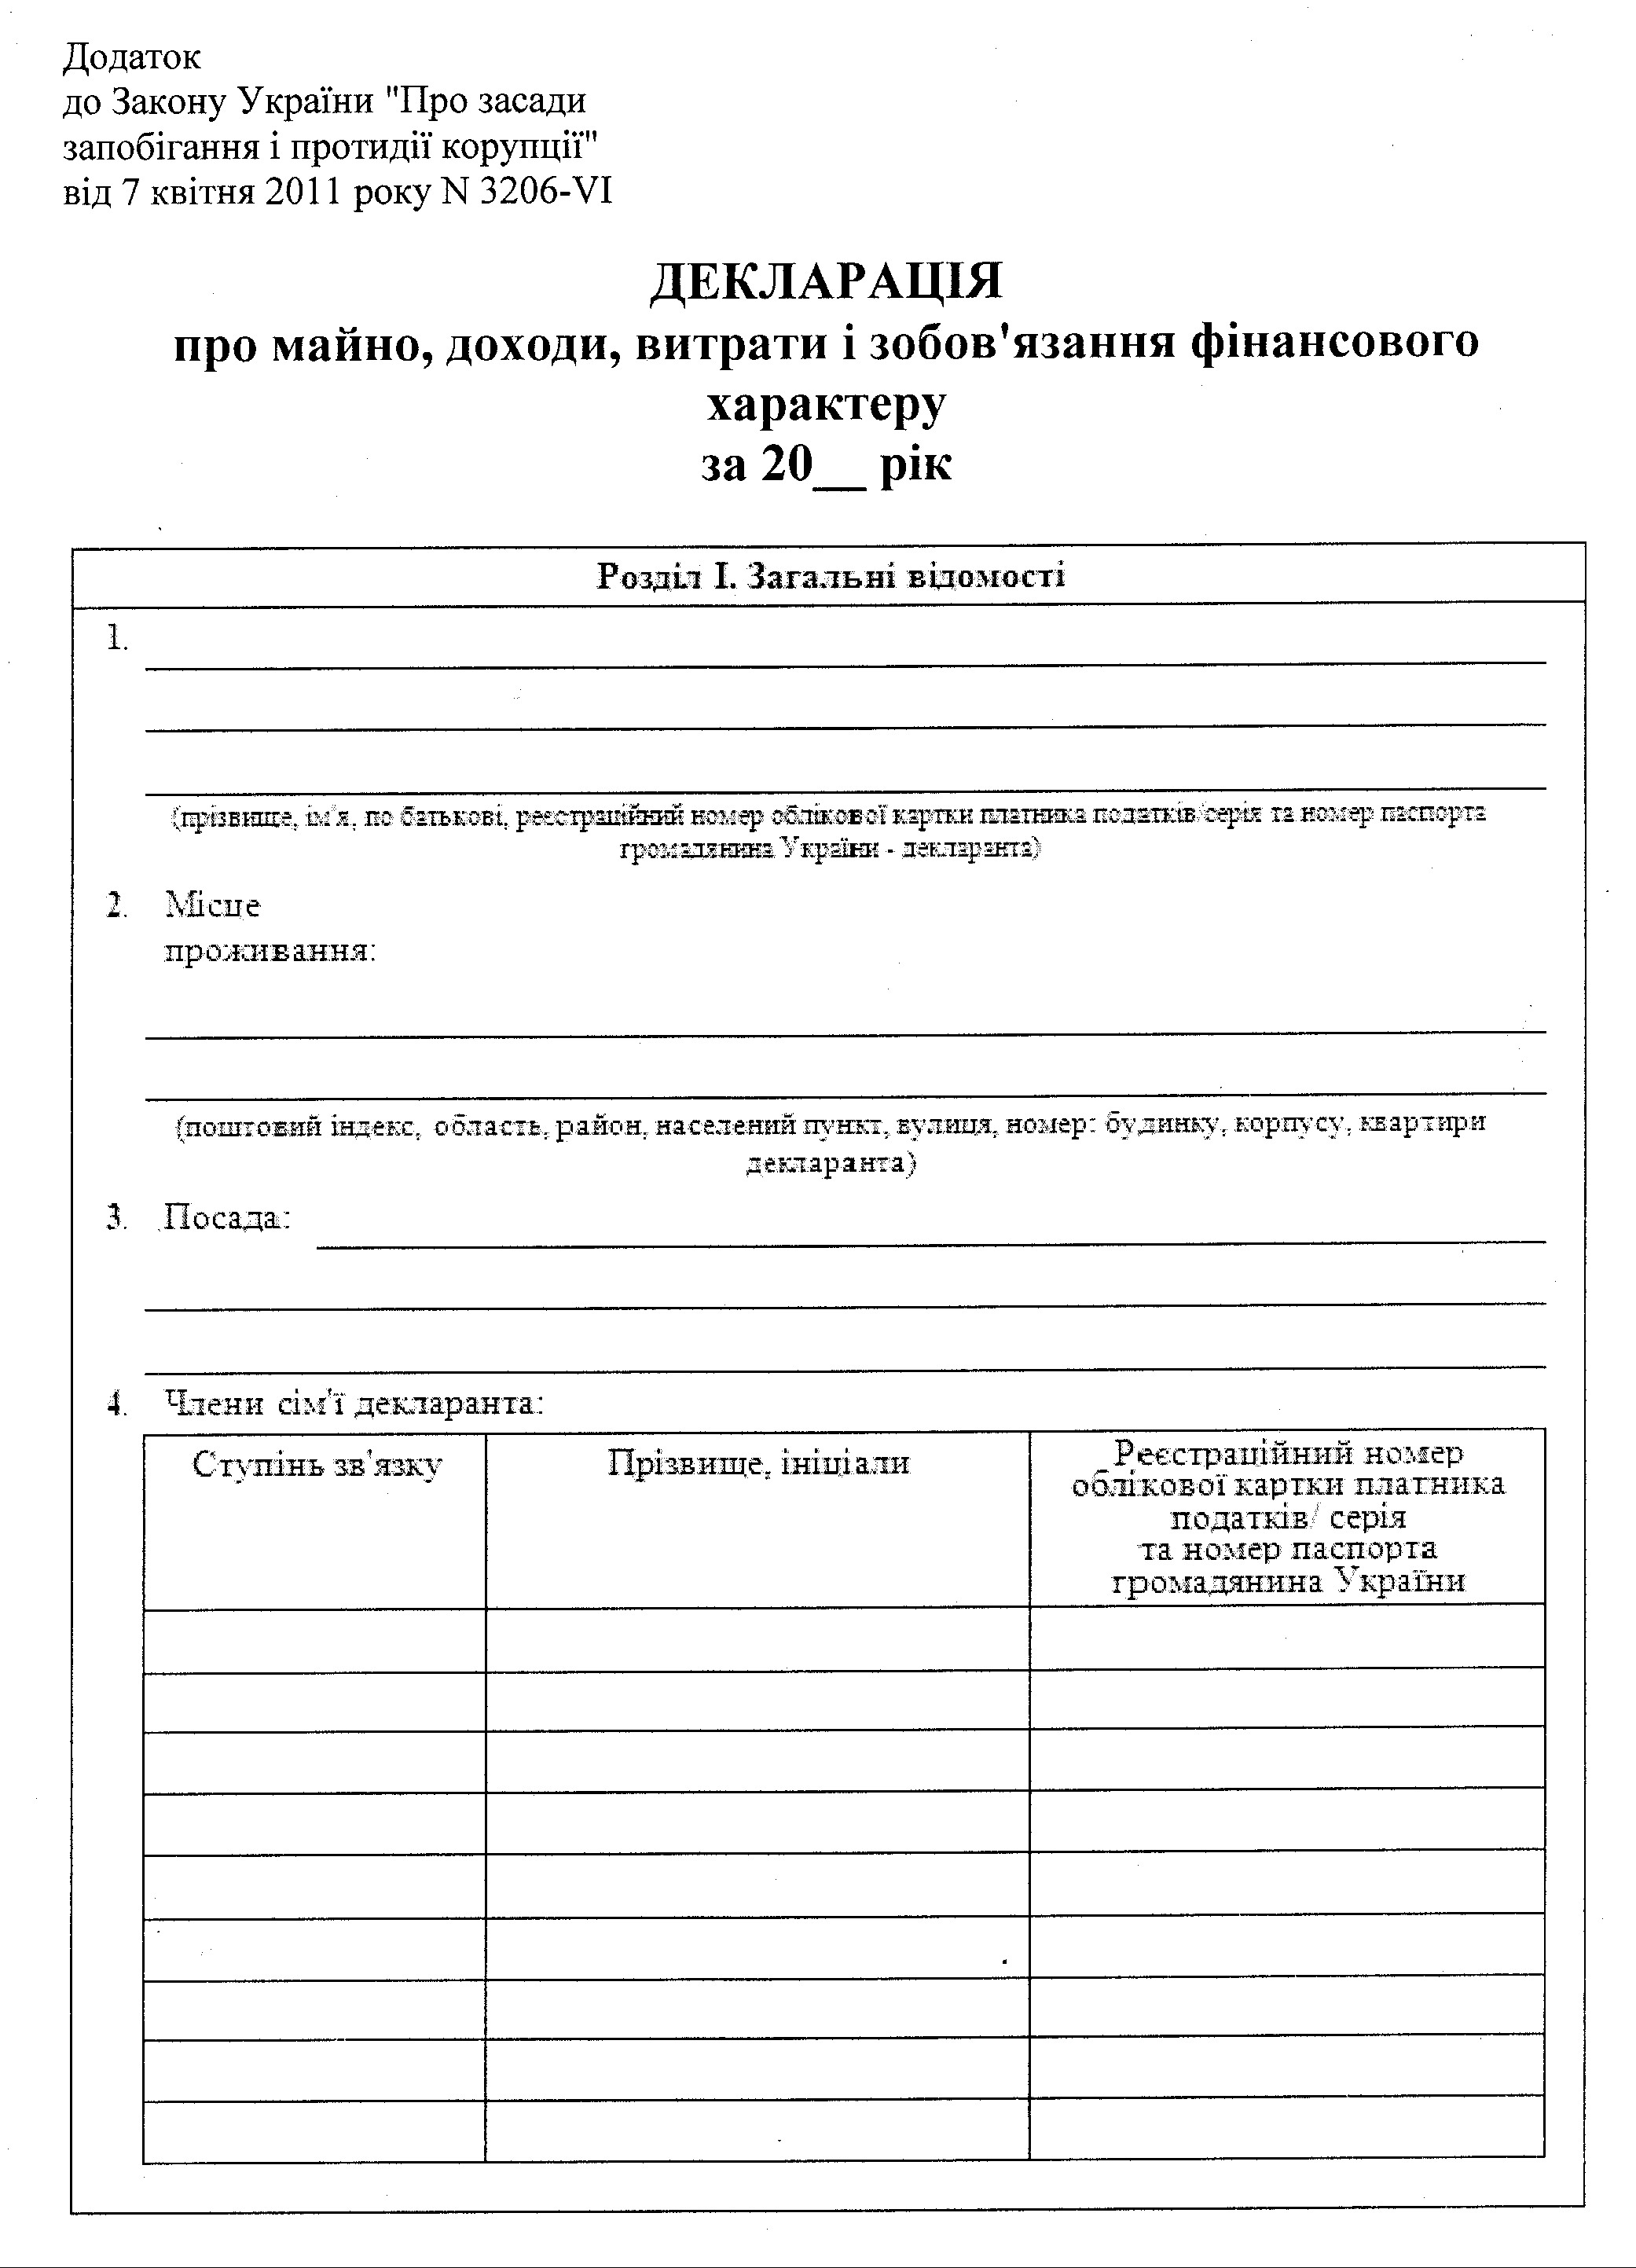 Додаток
до Закону України "Про засади
запобігання і протидії корупції"
від 7 квітня 2011 року N 3206-VI
ДЕКЛАРАЦІЯ
про майно, доходи, витрати і зобов'язання фінансового
характеру
за 20__ рік
Розділ I. Загальні відомості
1.
(прізвище, ім'я, по батькові, реєстраційний номер облікової картки платника податків/серія та номер паспорта
громадянина України - декларанта)
2. Місце
проживання:
(поштовий індекс, область, район, населений пункт, вулиця, номер: будинку, корпусу, квартири
декларанта)
3. Посада:
4. Члени сім'ї декларанта:
Ступінь зв'язку
Прізвище, ініціали
Реєстраційний номер
облікової картки платника
податків/ серія
та номер паспорта
громадянина України